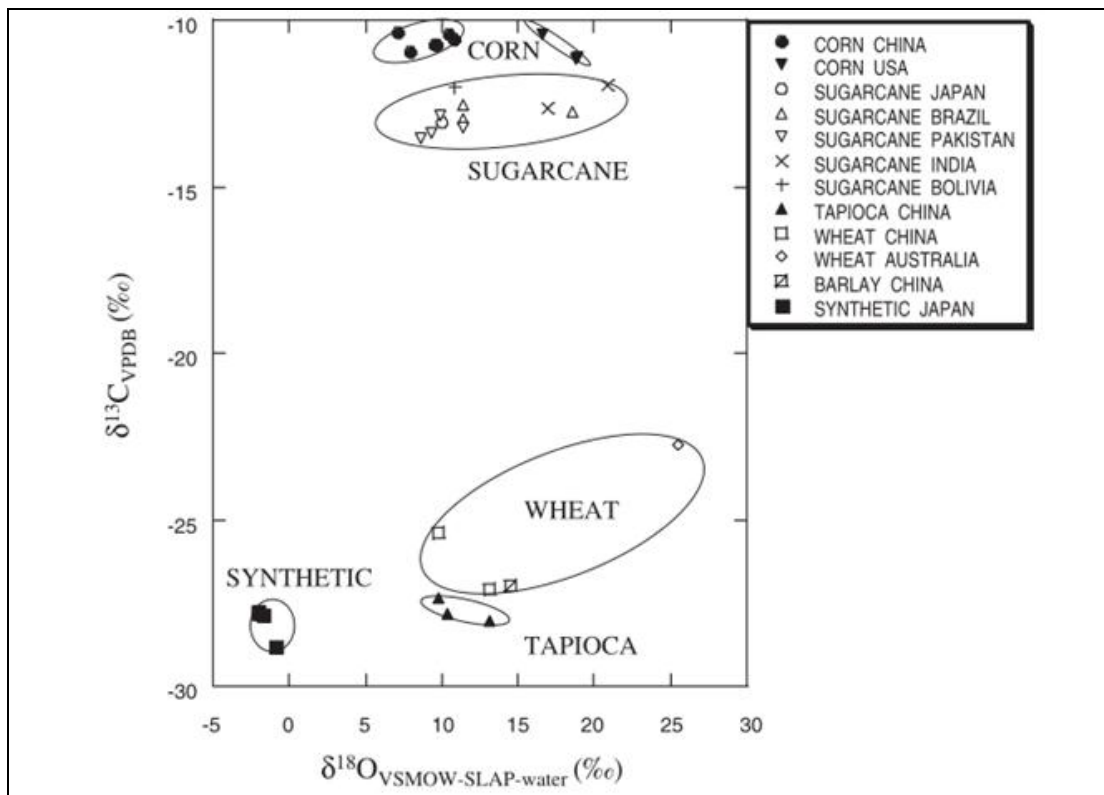 -10
-15
-20
-25
-30
-5 0 5 10 15 20 25 30
δ¹³C_VPDB (‰)
δ¹⁸O_VSMOW-SLAP-water (‰)
CORN
SUGARCANE
WHEAT
SYNTHETIC
TAPIOCA
CORN CHINA
CORN USA
SUGARCANE JAPAN
SUGARCANE BRAZIL
SUGARCANE PAKISTAN
SUGARCANE INDIA
SUGARCANE BOLIVIA
TAPIOCA CHINA
WHEAT CHINA
WHEAT AUSTRALIA
BARLAY CHINA
SYNTHETIC JAPAN